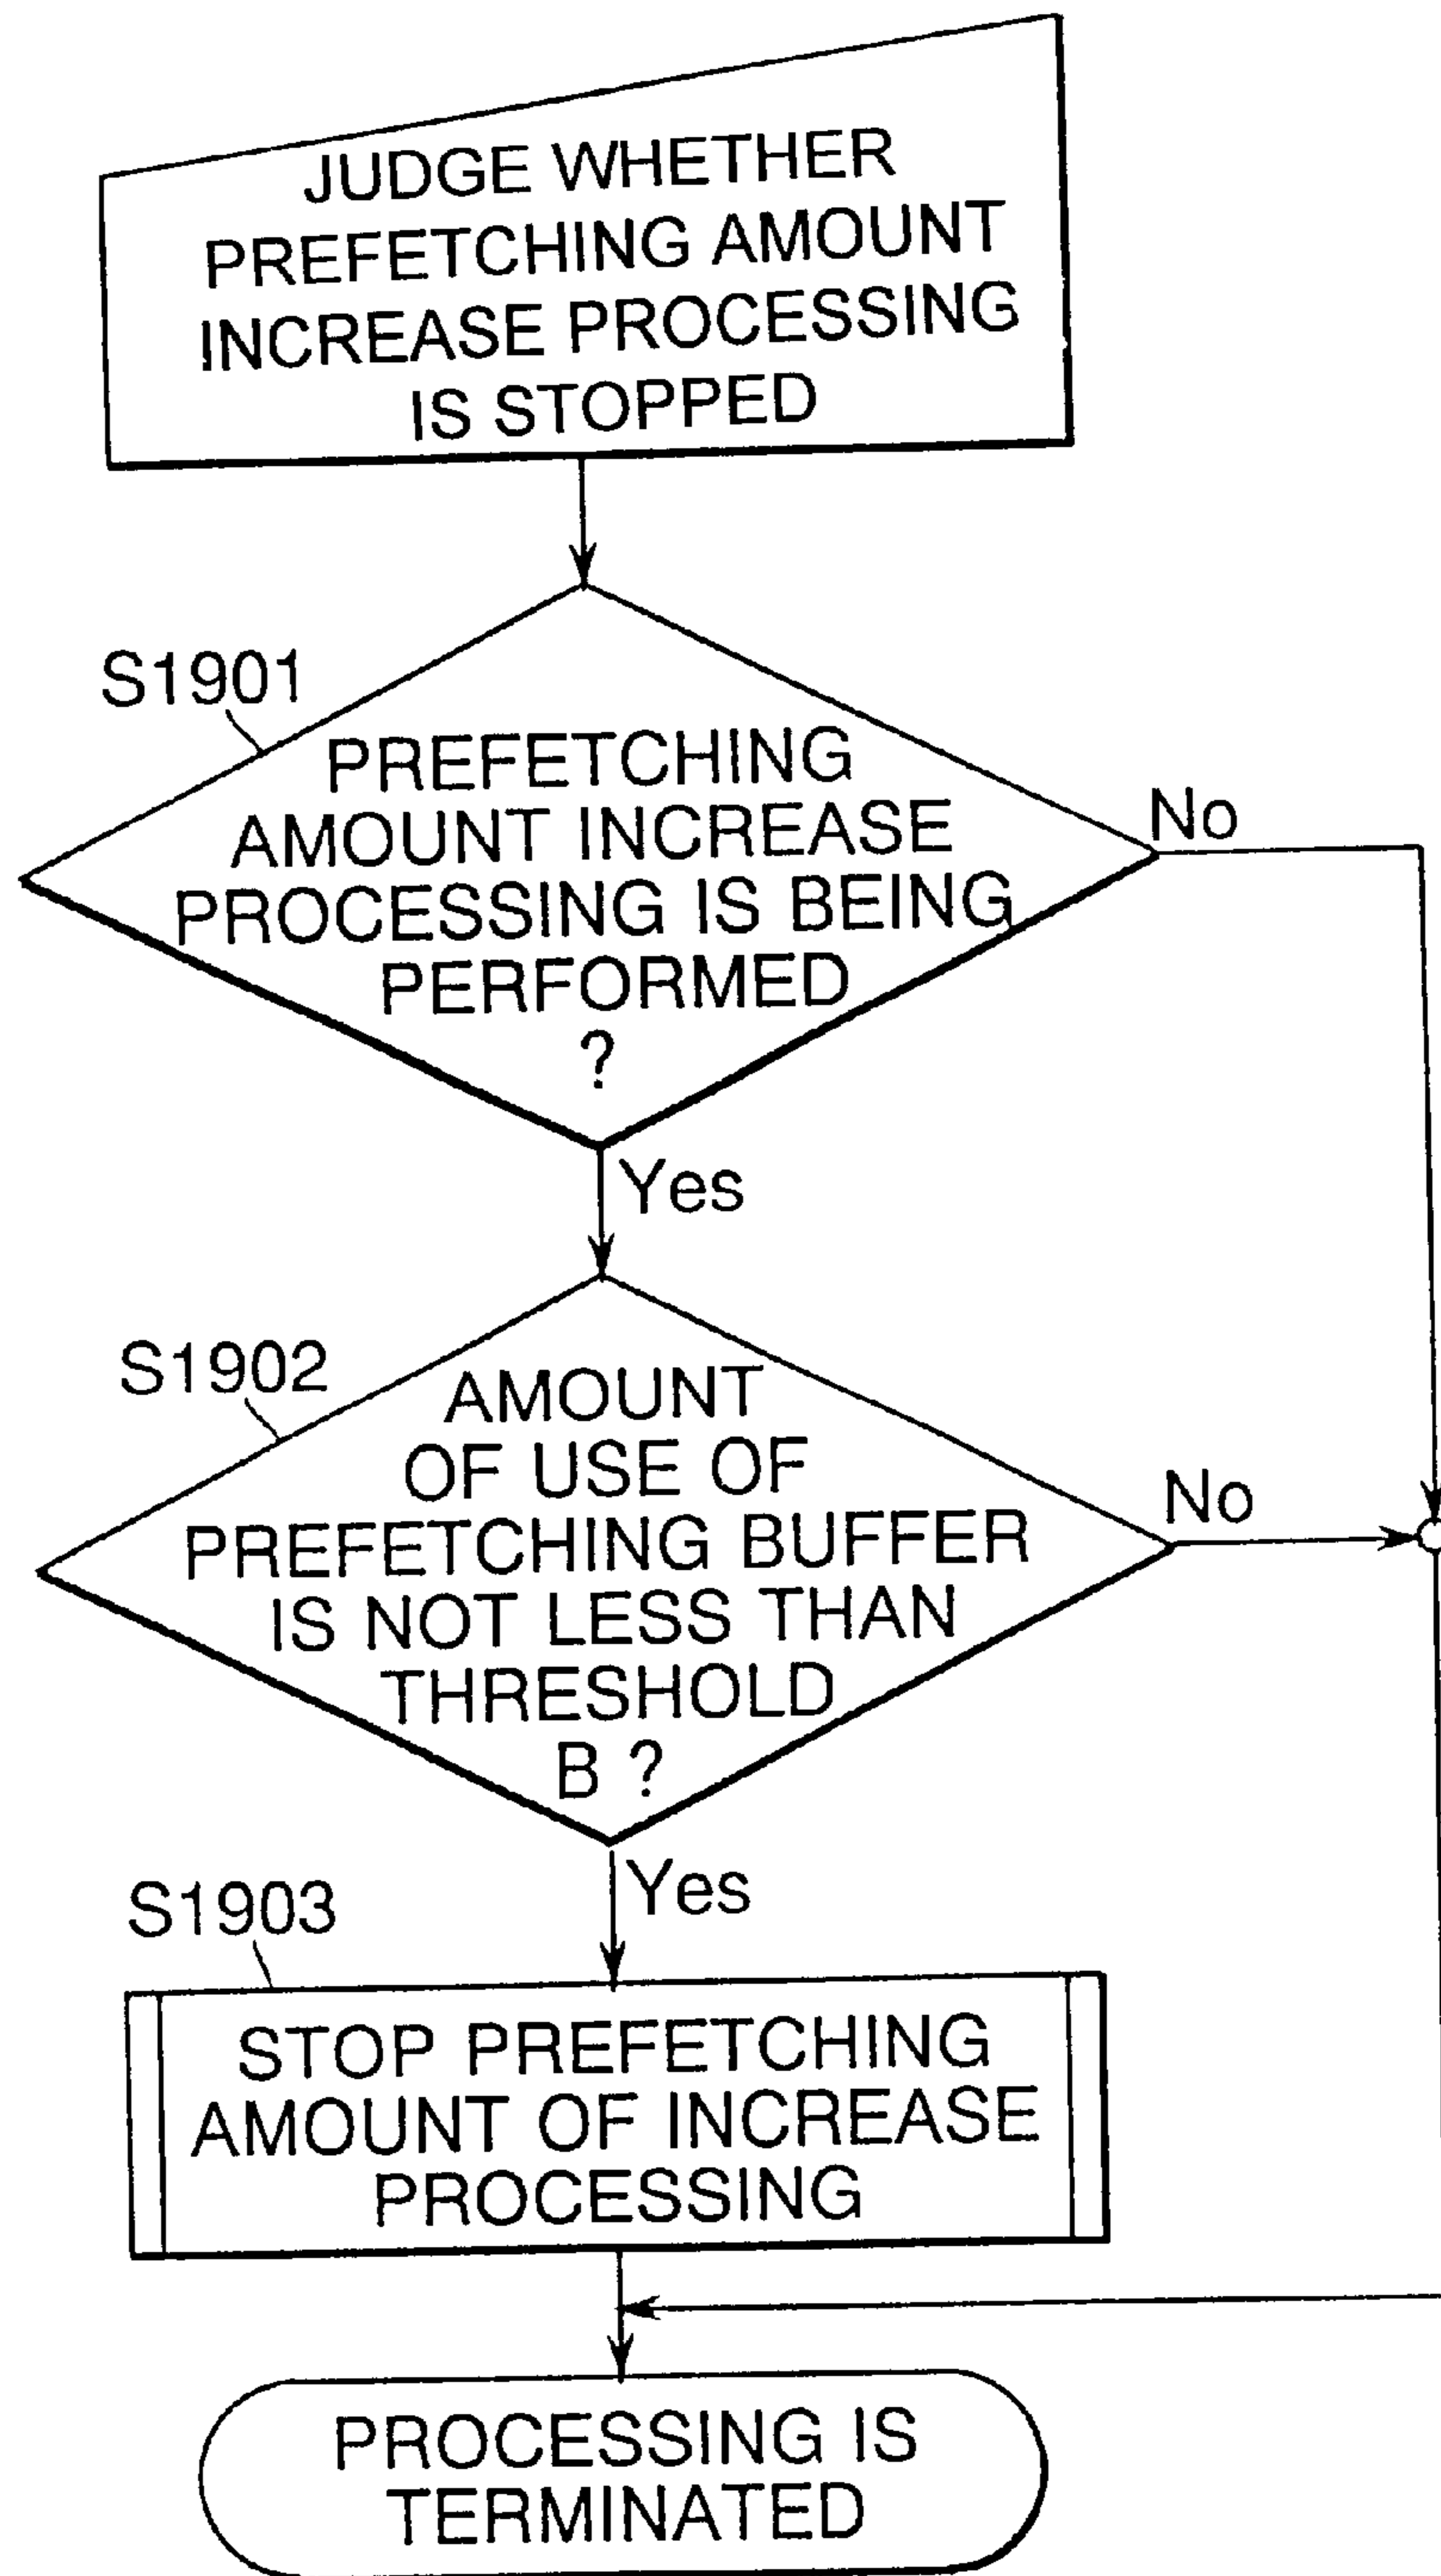 JUDGE WHETHER
PREFETCHING AMOUNT
INCREASE PROCESSING
IS STOPPED
S1901
PREFETCHING
AMOUNT INCREASE
PROCESSING IS BEING
PERFORMED
?
No
Yes
S1902
AMOUNT
OF USE OF
PREFETCHING BUFFER
IS NOT LESS THAN
THRESHOLD
B ?
No
Yes
S1903
STOP PREFETCHING
AMOUNT OF INCREASE
PROCESSING
PROCESSING IS
TERMINATED